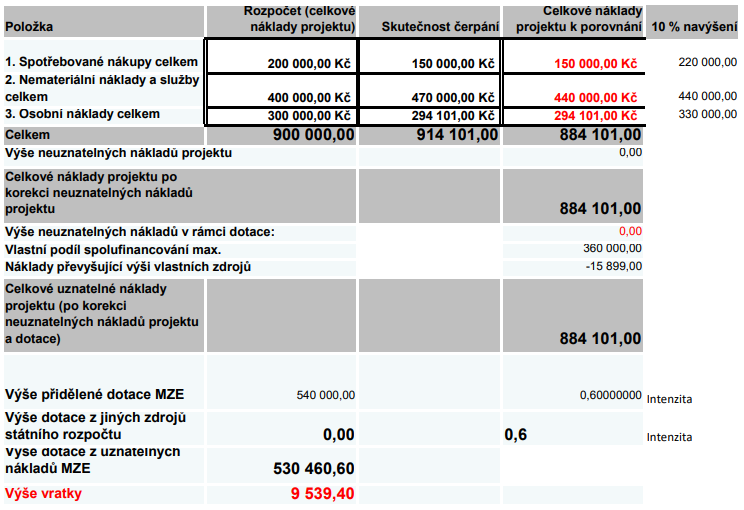 Položka
Rozpočet (celkové
náklady projektu)
Skutečnost čerpání
Celkové náklady
projektu k porovnání
10 % navýšení
1. Spotřebované nákupy celkem 200 000,00 Kč 150 000,00 Kč 150 000,00 Kč 220 000,00
2. Nemateriální náklady a služby
celkem 400 000,00 Kč 470 000,00 Kč 440 000,00 Kč 440 000,00
3. Osobní náklady celkem 300 000,00 Kč 294 101,00 Kč 294 101,00 Kč 330 000,00
Celkem 900 000,00 914 101,00 884 101,00
Výše neuznatelných nákladů projektu 0,00
Celkové náklady projektu po
korekci neuznatelných nákladů
projektu 884 101,00
Výše neuznatelných nákladů v rámci dotace: 0,00
Vlastní podíl spolufinancování max. 360 000,00
Náklady převyšující výši vlastních zdrojů -15 899,00
Celkové uznatelné náklady
projektu (po korekci
neuznatelných nákladů projektu
a dotace) 884 101,00
Výše přidělené dotace MZE 540 000,00 0,60000000 Intenzita
Výše dotace z jiných zdrojů
státního rozpočtu 0,00 0,6 Intenzita
Výše dotace z uznatelných
nákladů MZE 530 460,60
Výše vratky 9 539,40